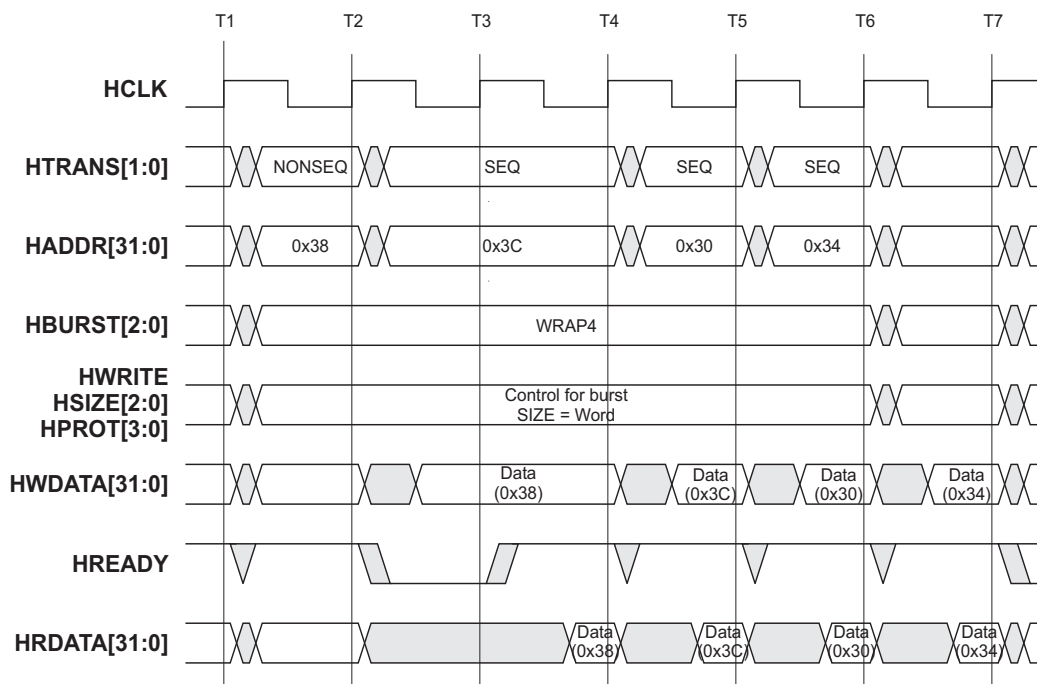 T1 T2 T3 T4 T5 T6 T7
HCLK
HTRANS[1:0] NONSEQ SEQ SEQ SEQ
HADDR[31:0] 0x38 0x3C 0x30 0x34
HBURST[2:0] WRAP4
HWRITE
HSIZE[2:0]
HPROT[3:0]
Control for burst
SIZE = Word
HWDATA[31:0]
Data Data Data Data
(0x38) (0x3C) (0x30) (0x34)
HREADY
HRDATA[31:0]
Data Data Data Data
(0x38) (0x3C) (0x30) (0x34)